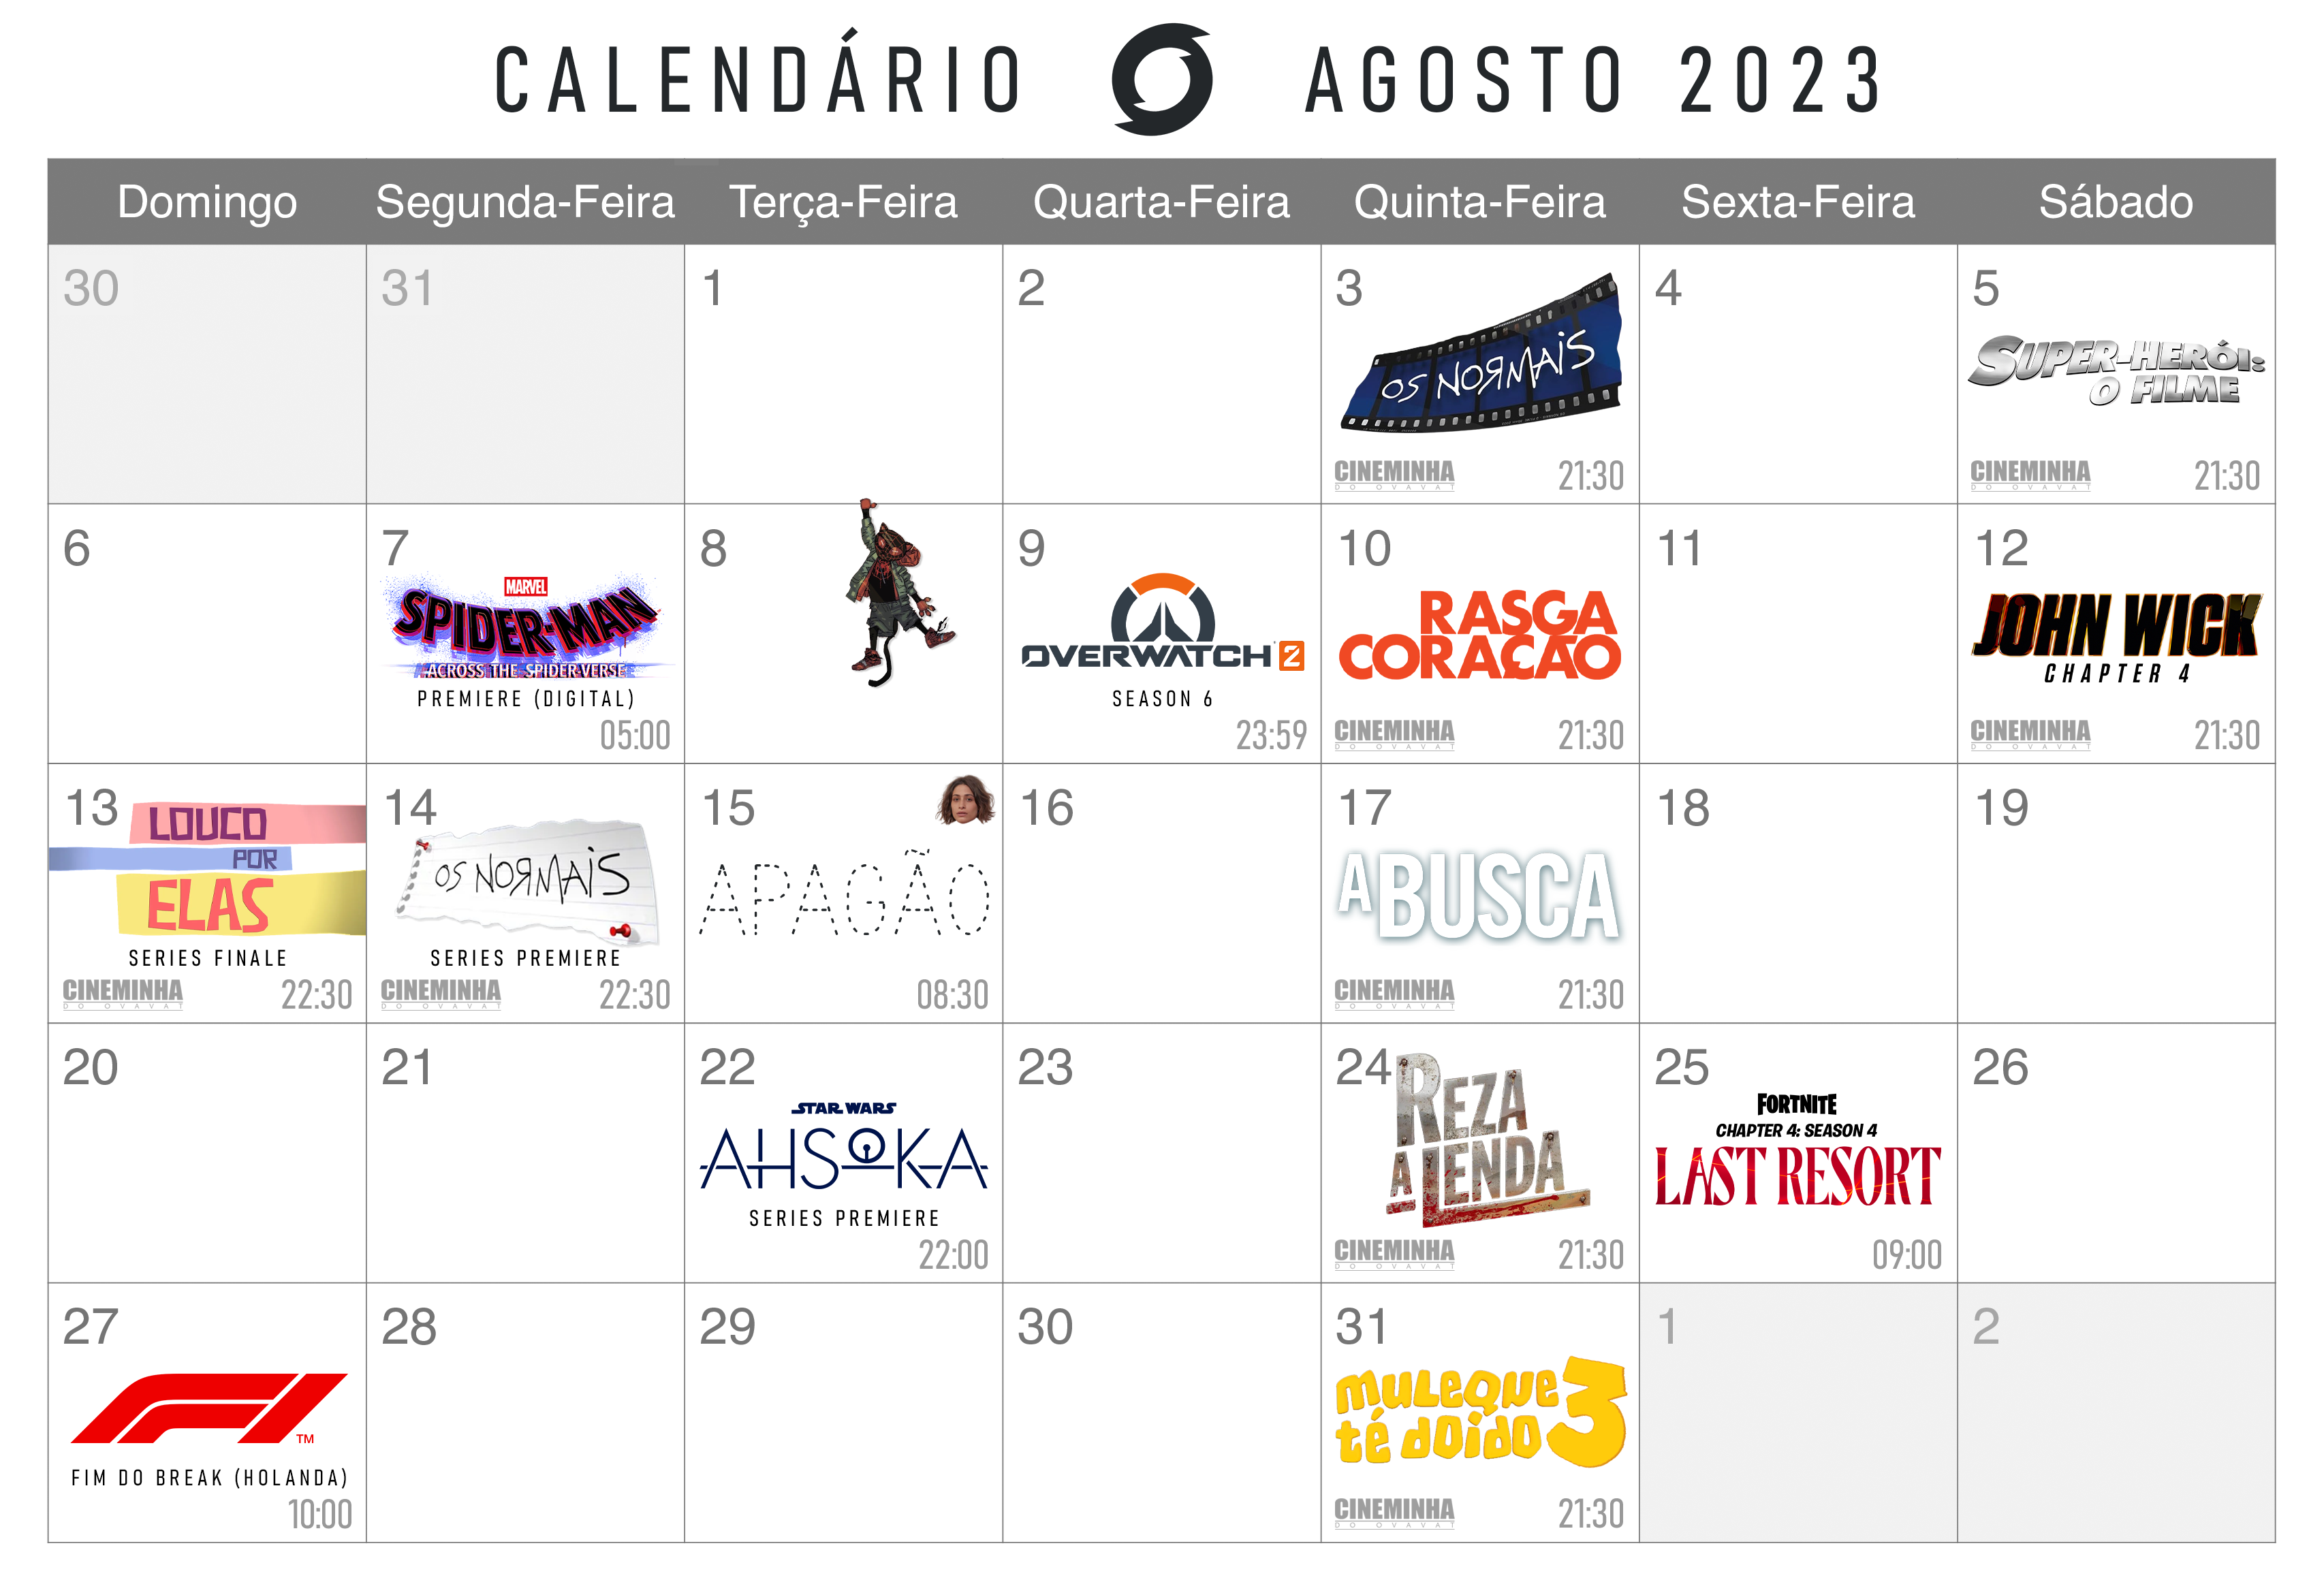 CALENDÁRIO AGOSTO 2023
Domingo Segunda-Feira Terça-Feira Quarta-Feira Quinta-Feira Sexta-Feira Sábado
30
31
1
2
3
OS NORMAIS
CINEMINHA
DO OVAVAT
21:30
4
5
SUPER-HERÓI:
O FILME
CINEMINHA
DO OVAVAT
21:30
6
7
MARVEL
SPIDER-MAN
ACROSS THE SPIDER-VERSE
PREMIERE (DIGITAL)
05:00
8
9
OVERWATCH 2
SEASON 6
23:59
10
RASGA
CORAÇÃO
CINEMINHA
DO OVAVAT
21:30
11
12
JOHN WICK
CHAPTER 4
CINEMINHA
DO OVAVAT
21:30
13
LOUCO
POR
ELAS
SERIES FINALE
CINEMINHA
DO OVAVAT
22:30
14
OS NORMAIS
SERIES PREMIERE
CINEMINHA
DO OVAVAT
22:30
15
APAGÃO
08:30
16
17
A BUSCA
CINEMINHA
DO OVAVAT
21:30
18
19
20
21
22
STAR WARS
AHSOKA
SERIES PREMIERE
22:00
23
24
REZA
A LENDA
CINEMINHA
DO OVAVAT
21:30
25
FORTNITE
CHAPTER 4: SEASON 4
LAST RESORT
09:00
26
27
F1
TM
FIM DO BREAK (HOLANDA)
10:00
28
29
30
31
MULEQUE
TÉ DOIDO 3
CINEMINHA
DO OVAVAT
21:30
1
2